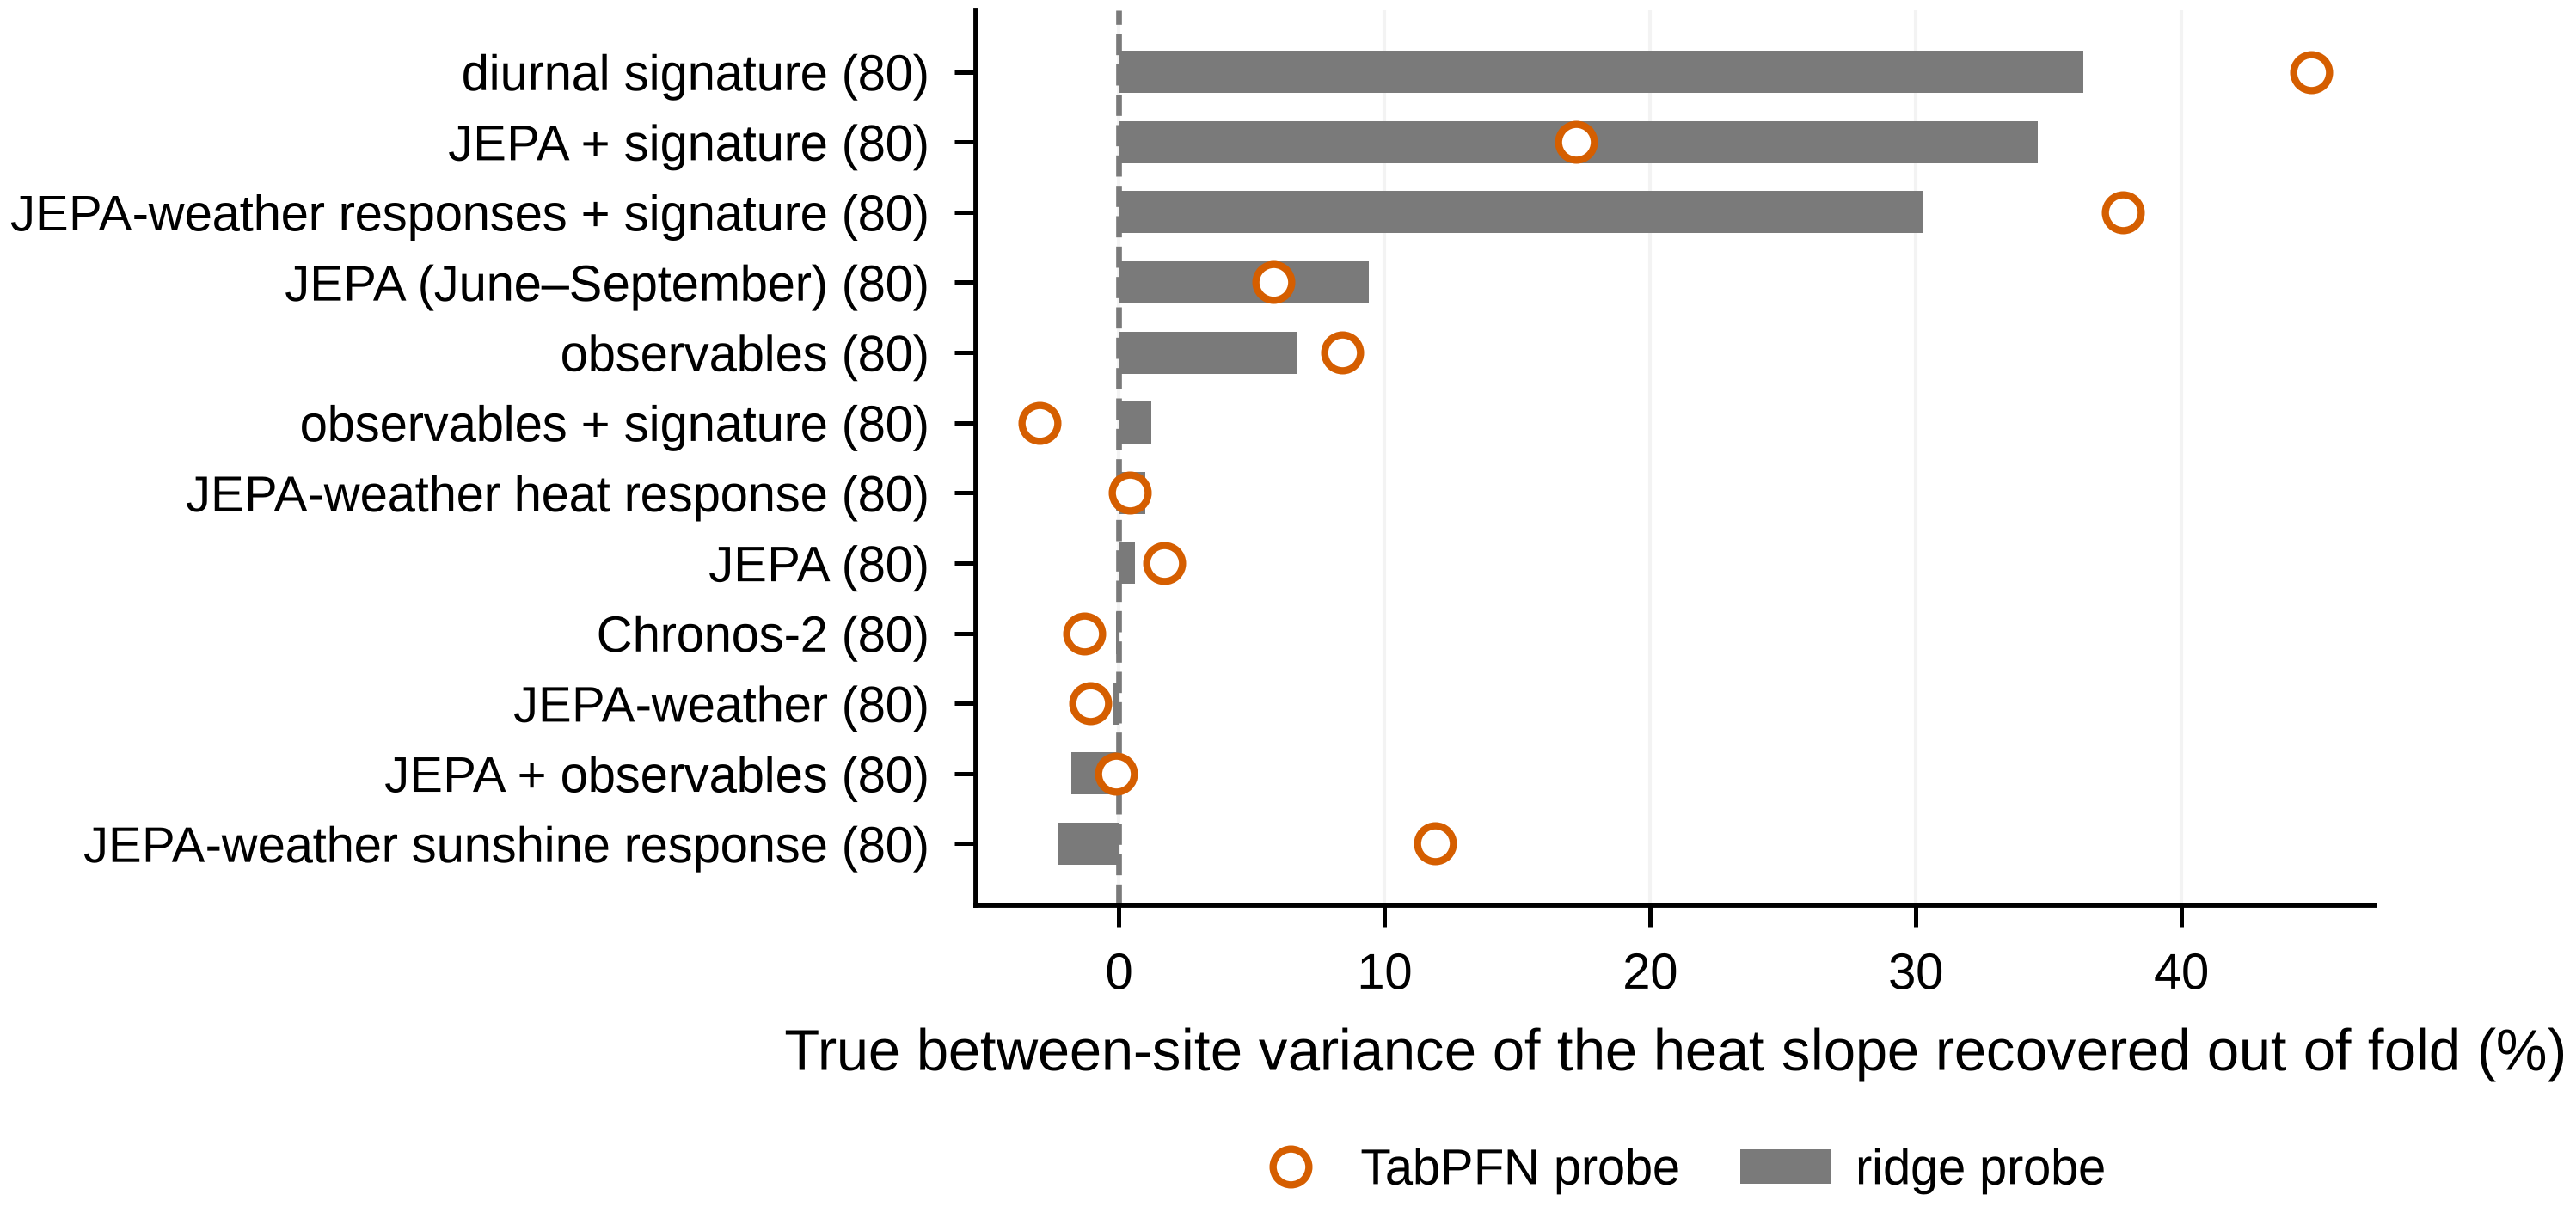 diurnal signature (80)
JEPA + signature (80)
JEPA-weather responses + signature (80)
JEPA (June–September) (80)
observables (80)
observables + signature (80)
JEPA-weather heat response (80)
JEPA (80)
Chronos-2 (80)
JEPA-weather (80)
JEPA + observables (80)
JEPA-weather sunshine response (80)
0 10 20 30 40
True between-site variance of the heat slope recovered out of fold (%)
TabPFN probe ridge probe